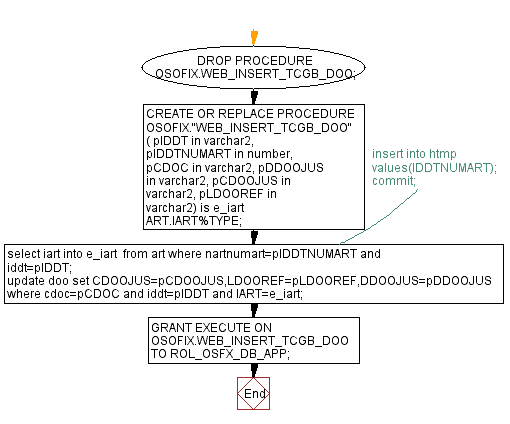 DROP PROCEDURE
OSOFIX.WEB_INSERT_TCGB_DOO;
CREATE OR REPLACE PROCEDURE
OSOFIX."WEB_INSERT_TCGB_DOO"
( pIDDT in varchar2,
pIDDTNUMART in number,
pCDOC in varchar2, pDDOOJUS
in varchar2, pCDOOJUS in
varchar2, pLDOOREF in
varchar2) is e_iart
ART.IART%TYPE;
insert into htmp
values(IDDTNUMART);
commit;
select iart into e_iart from art where nartnumart=pIDDTNUMART and
iddt=pIDDT;
update doo set CDOOJUS=pCDOOJUS,LDOOREF=pLDOOREF,DDOOJUS=pDDOOJUS
where cdoc=pCDOC and iddt=pIDDT and IART=e_iart;
GRANT EXECUTE ON
OSOFIX.WEB_INSERT_TCGB_DOO
TO ROL_OSFX_DB_APP;
End